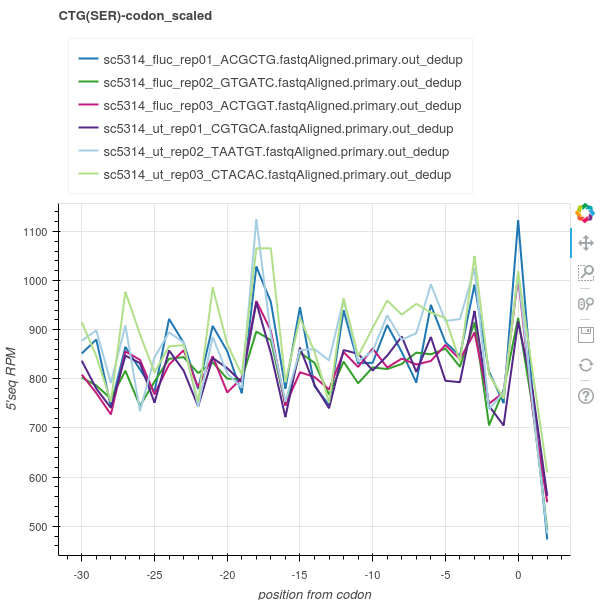 CTG(SER)-codon_scaled
sc5314_fluc_rep01_ACGCTG.fastqAligned.primary.out_dedup
sc5314_fluc_rep02_GTGATC.fastqAligned.primary.out_dedup
sc5314_fluc_rep03_ACTGGT.fastqAligned.primary.out_dedup
sc5314_ut_rep01_CGTGCA.fastqAligned.primary.out_dedup
sc5314_ut_rep02_TAATGT.fastqAligned.primary.out_dedup
sc5314_ut_rep03_CTACAC.fastqAligned.primary.out_dedup
1100
1000
900
800
700
600
500
5'seq RPM
-30 -25 -20 -15 -10 -5 0
position from codon